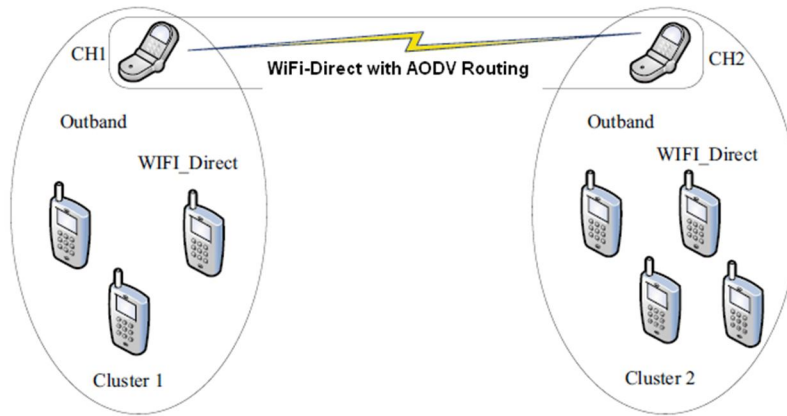 CH1
CH2
WiFi-Direct with AODV Routing
Outband
Outband
WIFI_Direct
WIFI_Direct
Cluster 1
Cluster 2